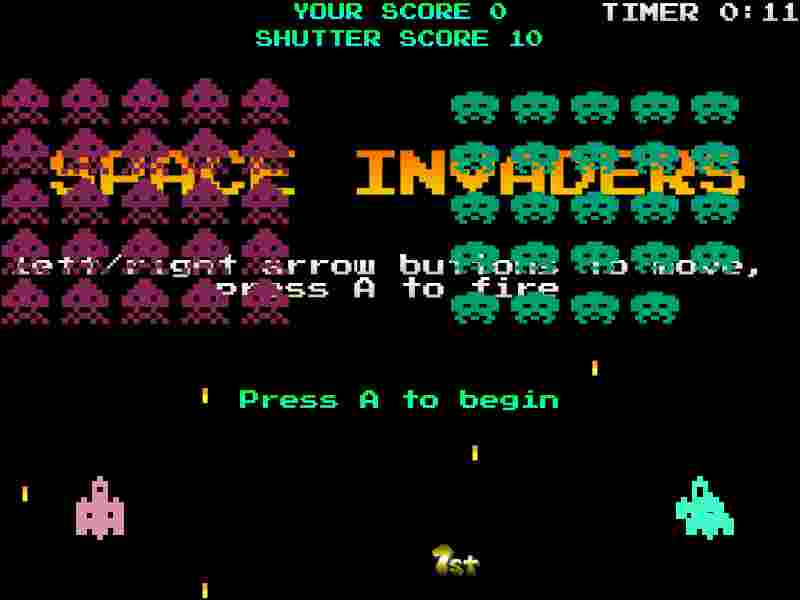 YOUR SCORE 0
TIMER 0:11
SHUTTER SCORE 10
SPACE INVADERS
left/right arrow buttons to move,
press A to fire
Press A to begin
1st